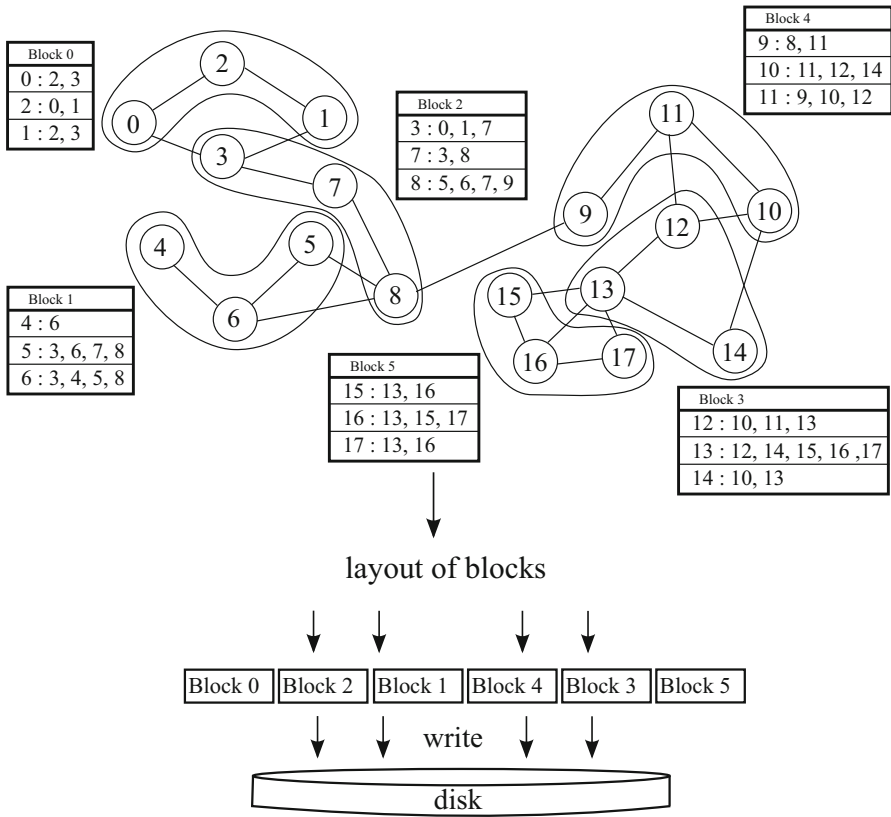 Block 0
0 : 2, 3
2 : 0, 1
1 : 2, 3
2
0
1
3
7
4
5
6
8
Block 2
3 : 0, 1, 7
7 : 3, 8
8 : 5, 6, 7, 9
Block 4
9 : 8, 11
10 : 11, 12, 14
11 : 9, 10, 12
11
9
10
12
13
15
16
17
14
Block 1
4 : 6
5 : 3, 6, 7, 8
6 : 3, 4, 5, 8
Block 5
15 : 13, 16
16 : 13, 15, 17
17 : 13, 16
Block 3
12 : 10, 11, 13
13 : 12, 14, 15, 16 ,17
14 : 10, 13
layout of blocks
Block 0 Block 2 Block 1 Block 4 Block 3 Block 5
write
disk